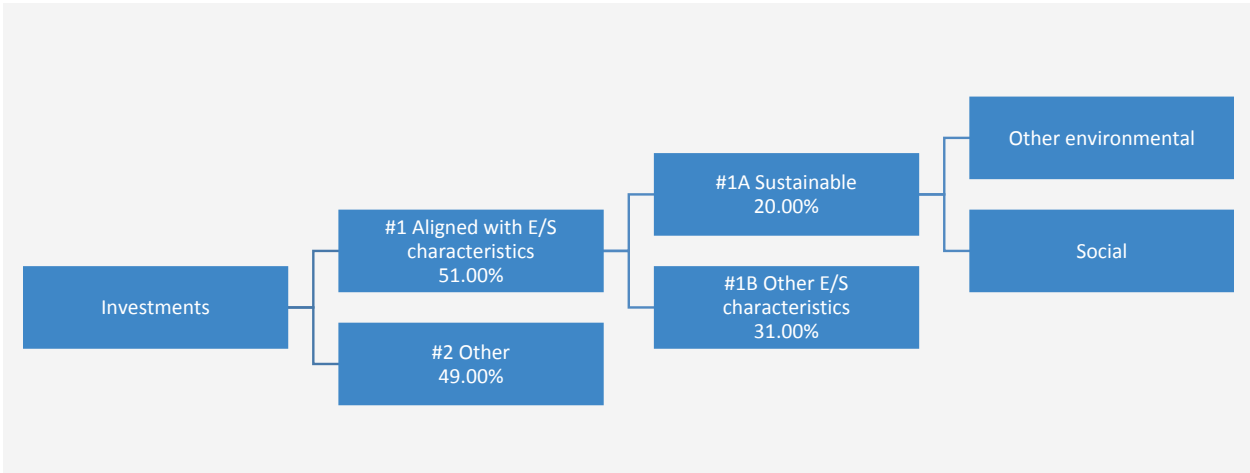 Investments
#1 Aligned with E/S
characteristics
51.00%
#2 Other
49.00%
#1A Sustainable
20.00%
#1B Other E/S
characteristics
31.00%
Other environmental
Social